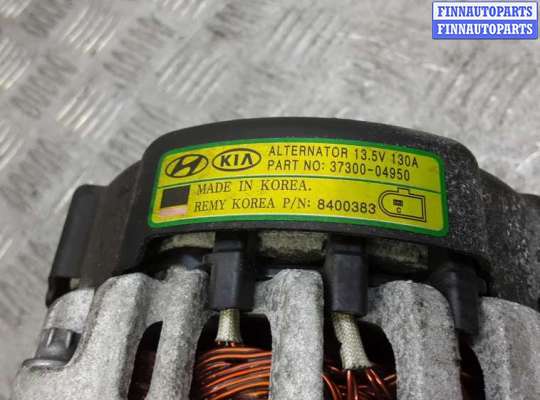 FINNAUTOPARTS
FINNAUTOPARTS
KIA
ALTERNATOR 13.5V 130A
PART NO: 37300-04950
MADE IN KOREA.
REMY KOREA P/N: 8400383
C